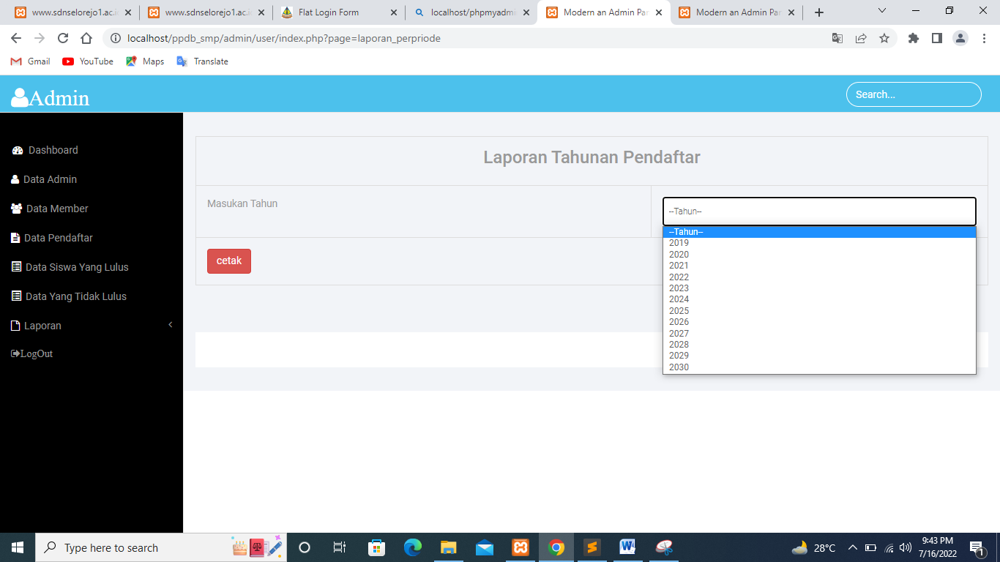 www.sdnselorejo1.ac.i
www.sdnselorejo1.ac.i
Flat Login Form
localhost/phpmyadmi
Modern an Admin Par
Modern an Admin Par
localhost/ppdb_smp/admin/user/index.php?page=laporan_perpriode
Gmail
YouTube
Maps
Translate
Admin
Search...
Dashboard
Data Admin
Data Member
Data Pendaftar
Data Siswa Yang Lulus
Data Yang Tidak Lulus
Laporan
LogOut
Laporan Tahunan Pendaftar
Masukan Tahun
--Tahun--
--Tahun--
2019
2020
2021
2022
2023
2024
2025
2026
2027
2028
2029
2030
cetak
Type here to search
28°C
9:43 PM
7/16/2022
1